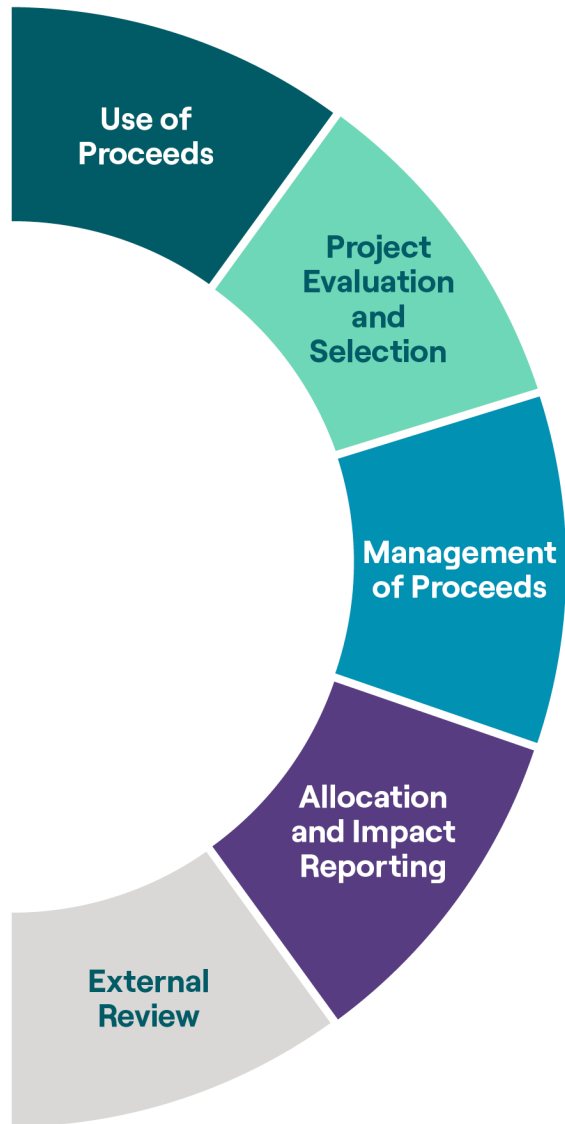 Use of
Proceeds
Project
Evaluation
and
Selection
Management
of Proceeds
Allocation
and Impact
Reporting
External
Review